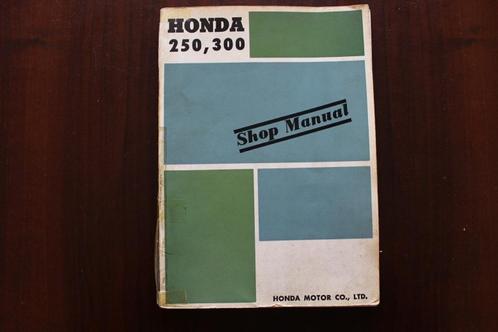 HONDA
250,300
Shop Manual
HONDA MOTOR CO., LTD.